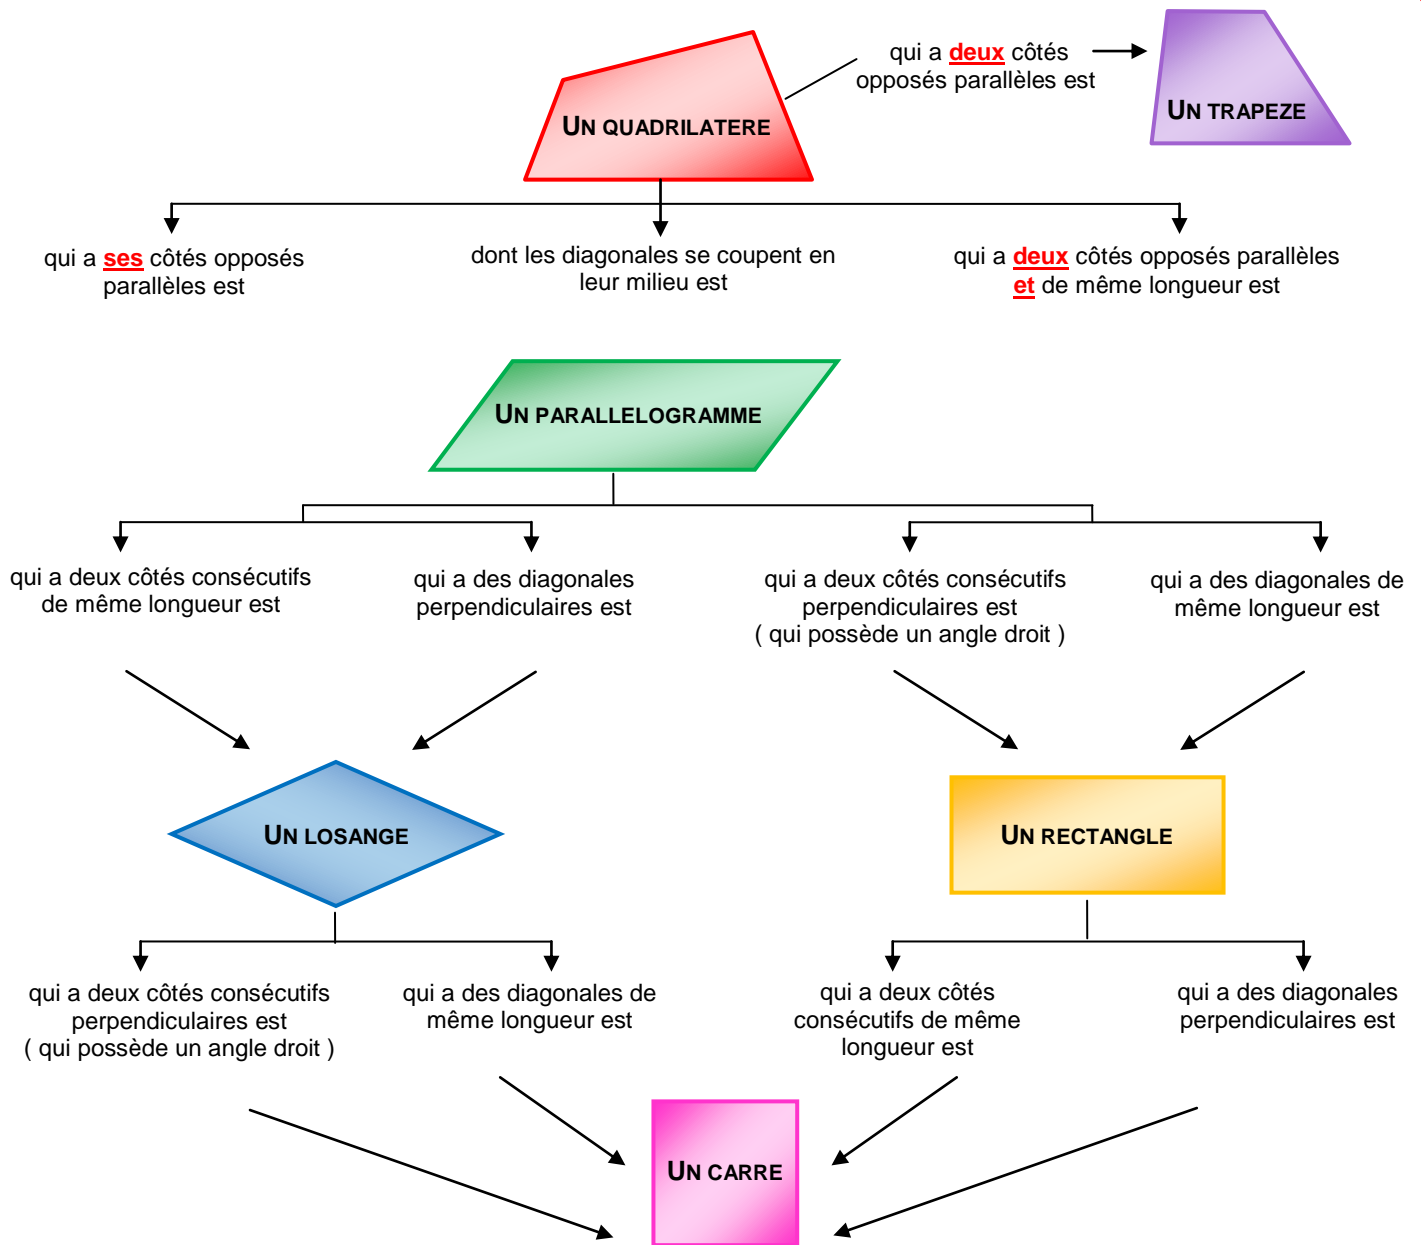 qui a deux côtés
opposés parallèles est
UN TRAPEZE
UN QUADRILATERE
qui a ses côtés opposés
parallèles est
dont les diagonales se coupent en
leur milieu est
qui a deux côtés opposés parallèles
et de même longueur est
UN PARALLELOGRAMME
qui a deux côtés consécutifs
de même longueur est
qui a des diagonales
perpendiculaires est
qui a deux côtés consécutifs
perpendiculaires est
( qui possède un angle droit )
qui a des diagonales de
même longueur est
UN LOSANGE
UN RECTANGLE
qui a deux côtés consécutifs
perpendiculaires est
( qui possède un angle droit )
qui a des diagonales de
même longueur est
qui a deux côtés
consécutifs de même
longueur est
qui a des diagonales
perpendiculaires est
UN CARRE